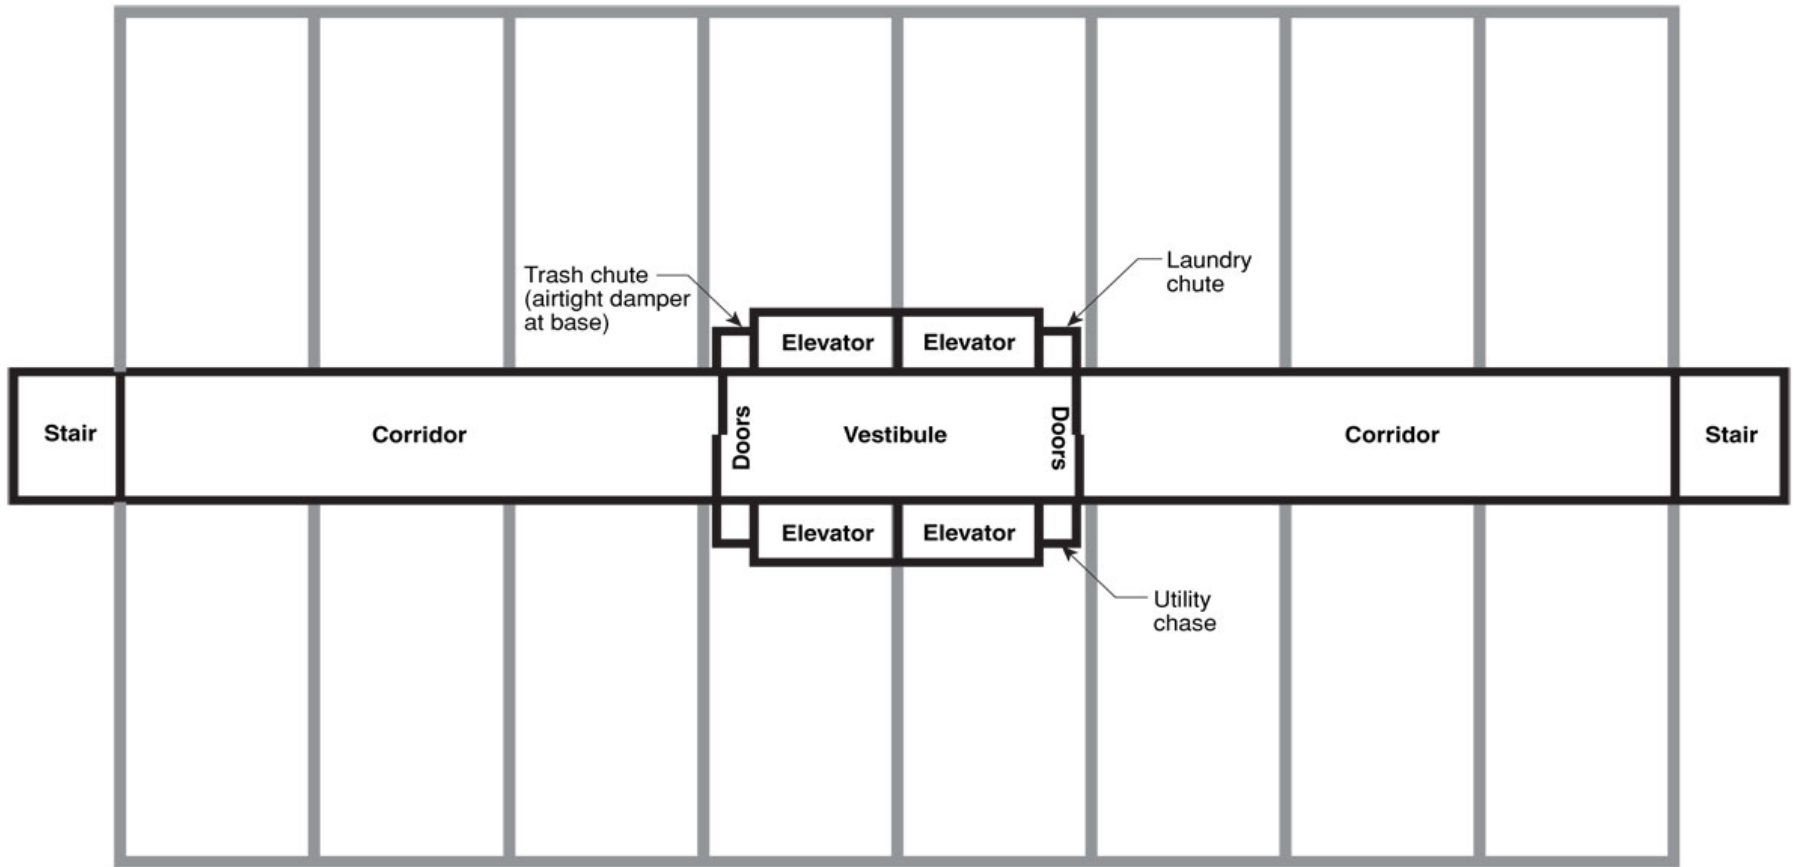 Trash chute
(airtight damper
at base)
Laundry
chute
Elevator
Elevator
Stair
Corridor
Doors
Vestibule
Doors
Corridor
Stair
Elevator
Elevator
Utility
chase